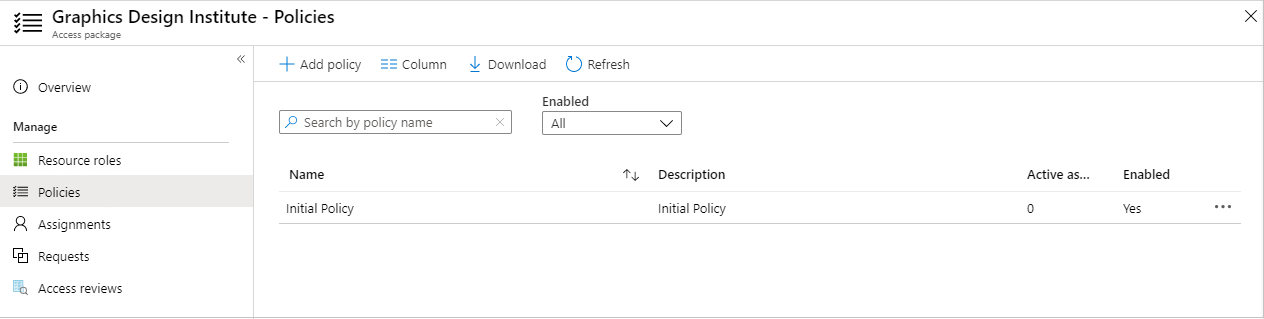 Graphics Design Institute - Policies
Access package
«
Overview
Manage
Resource roles
Policies
Assignments
Requests
Access reviews
Add policy Column Download Refresh
Enabled
Search by policy name All
Name Description Active as... Enabled
Initial Policy Initial Policy 0 Yes